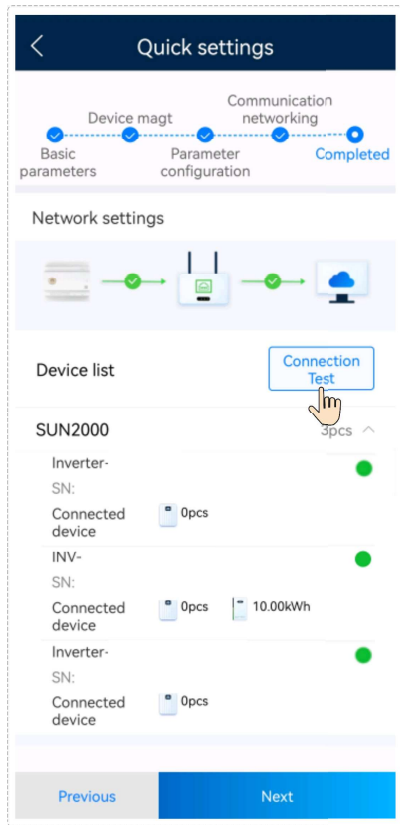 Quick settings
Communication
Device magt networking
Basic Parameter Completed
parameters configuration
Network settings
Device list
Connection
Test
SUN2000 3pcs
Inverter-
SN:
Connected 0pcs
device
INV-
SN:
Connected 0pcs 10.00kWh
device
Inverter-
SN:
Connected 0pcs
device
Previous Next